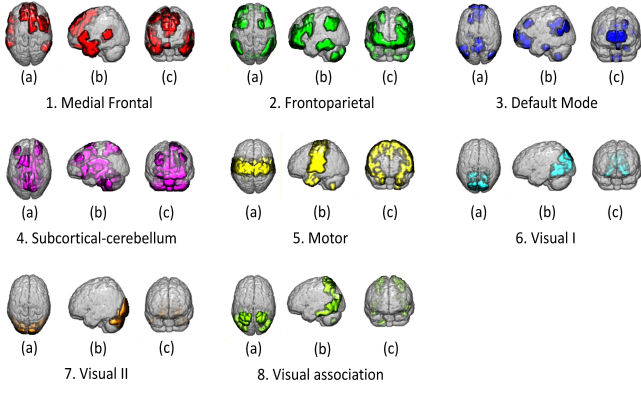 (a) (b) (c) (a) (b) (c) (a) (b) (c)
1. Medial Frontal 2. Frontoparietal 3. Default Mode
(a) (b) (c) (a) (b) (c) (a) (b) (c)
4. Subcortical-cerebellum 5. Motor 6. Visual I
(a) (b) (c) (a) (b) (c)
7. Visual II 8. Visual association